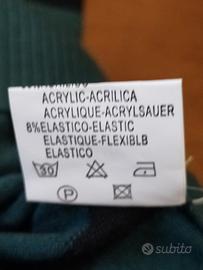 ACRYLIC-ACRILICA
ACRYLIQUE-ACRYLSAUER
8%ELASTICO-ELASTIC
ELASTIQUE-FLEXIBLB
ELASTICO
30
P
subito